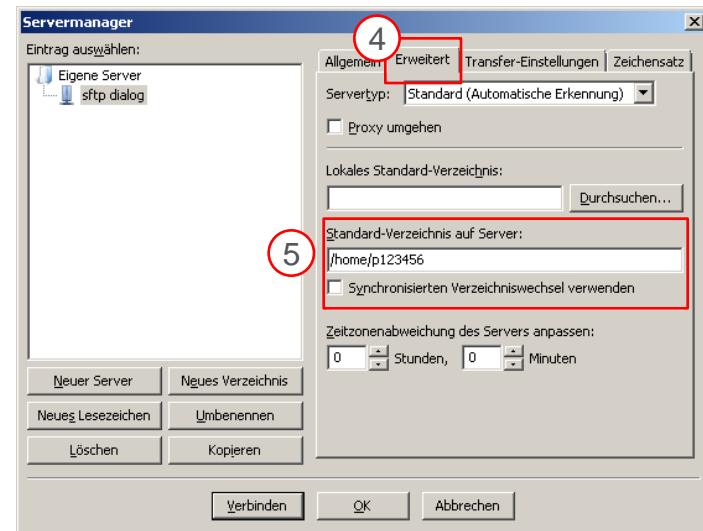 Servermanager
Eintrag auswählen:
Eigene Server
sftp dialog
Neuer Server
Neues Verzeichnis
Neues Lesezeichen
Umbenennen
Löschen
Kopieren
4
Allgemein
Erweitert
Transfer-Einstellungen
Zeichensatz
Servertyp: Standard (Automatische Erkennung)
Proxy umgehen
Lokales Standard-Verzeichnis:
Durchsuchen...
5
Standard-Verzeichnis auf Server:
/home/p123456
Synchronisierten Verzeichniswechsel verwenden
Zeitzonenabweichung des Servers anpassen:
0 Stunden, 0 Minuten
Verbinden
OK
Abbrechen